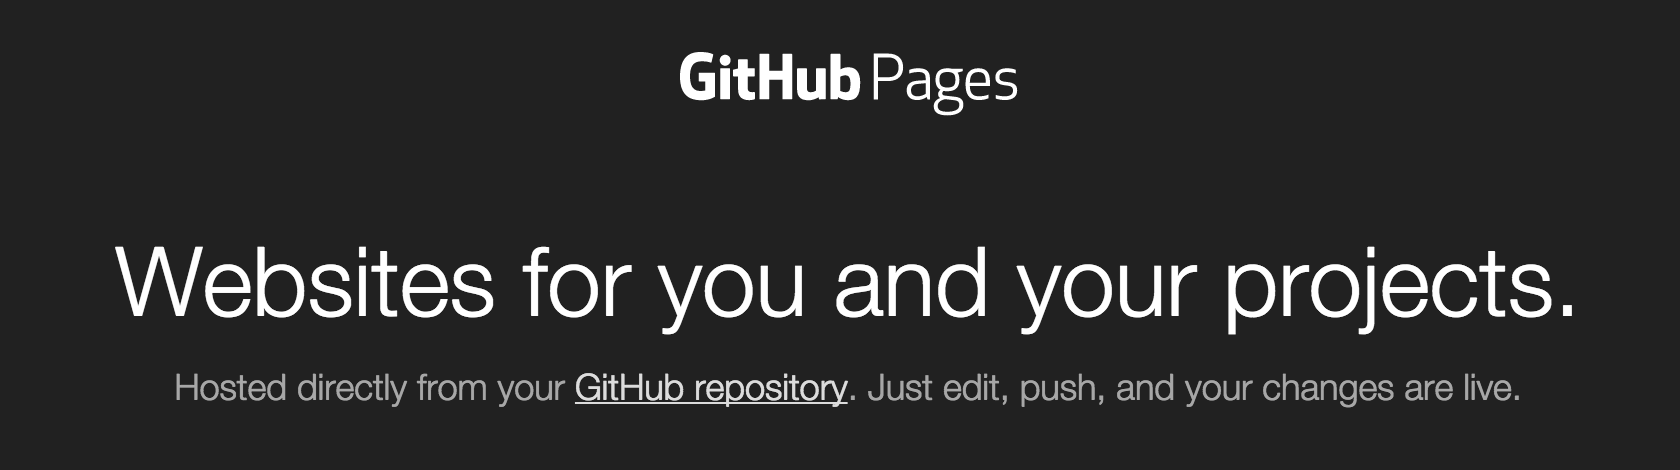 GitHub Pages
Websites for you and your projects.
Hosted directly from your GitHub repository. Just edit, push, and your changes are live.